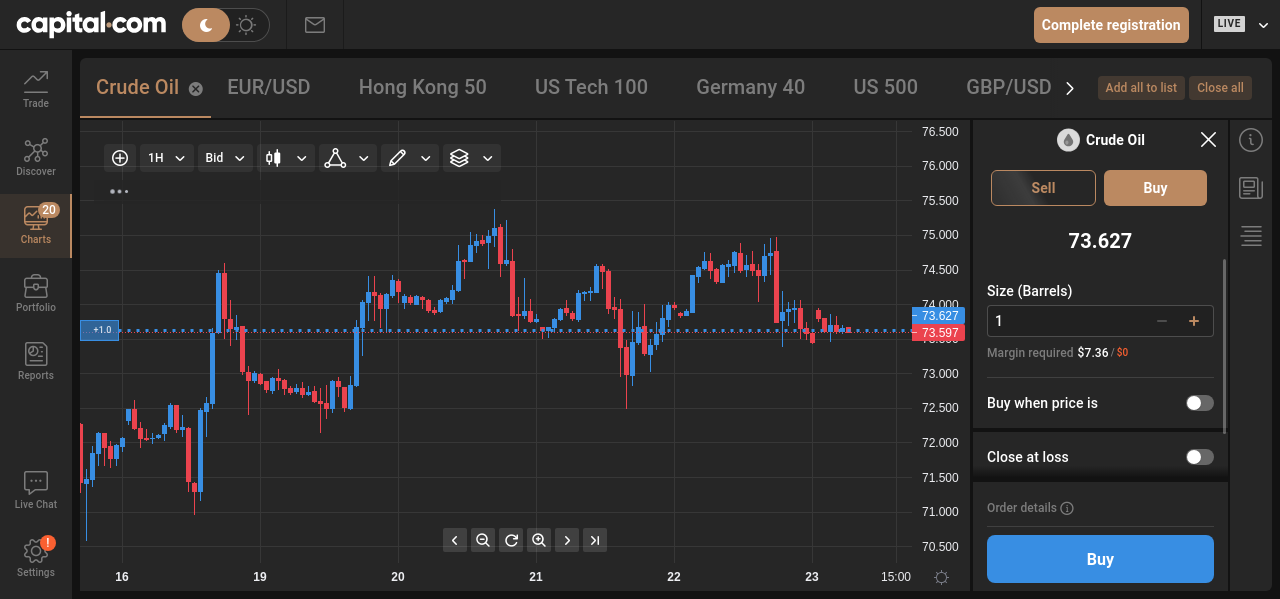 capital.com
Complete registration
LIVE
Trade
Discover
20
Charts
Portfolio
Reports
Live Chat
!
Settings
Crude Oil
EUR/USD
Hong Kong 50
US Tech 100
Germany 40
US 500
GBP/USD
Add all to list
Close all
1H
Bid
76.500
76.000
75.500
75.000
74.500
74.000
73.627
73.597
73.000
72.500
72.000
71.500
71.000
70.500
+1.0
16
19
20
21
22
23
15:00
Crude Oil
Sell
Buy
73.627
Size (Barrels)
1
Margin required $7.36 / $0
Buy when price is
Close at loss
Order details
Buy